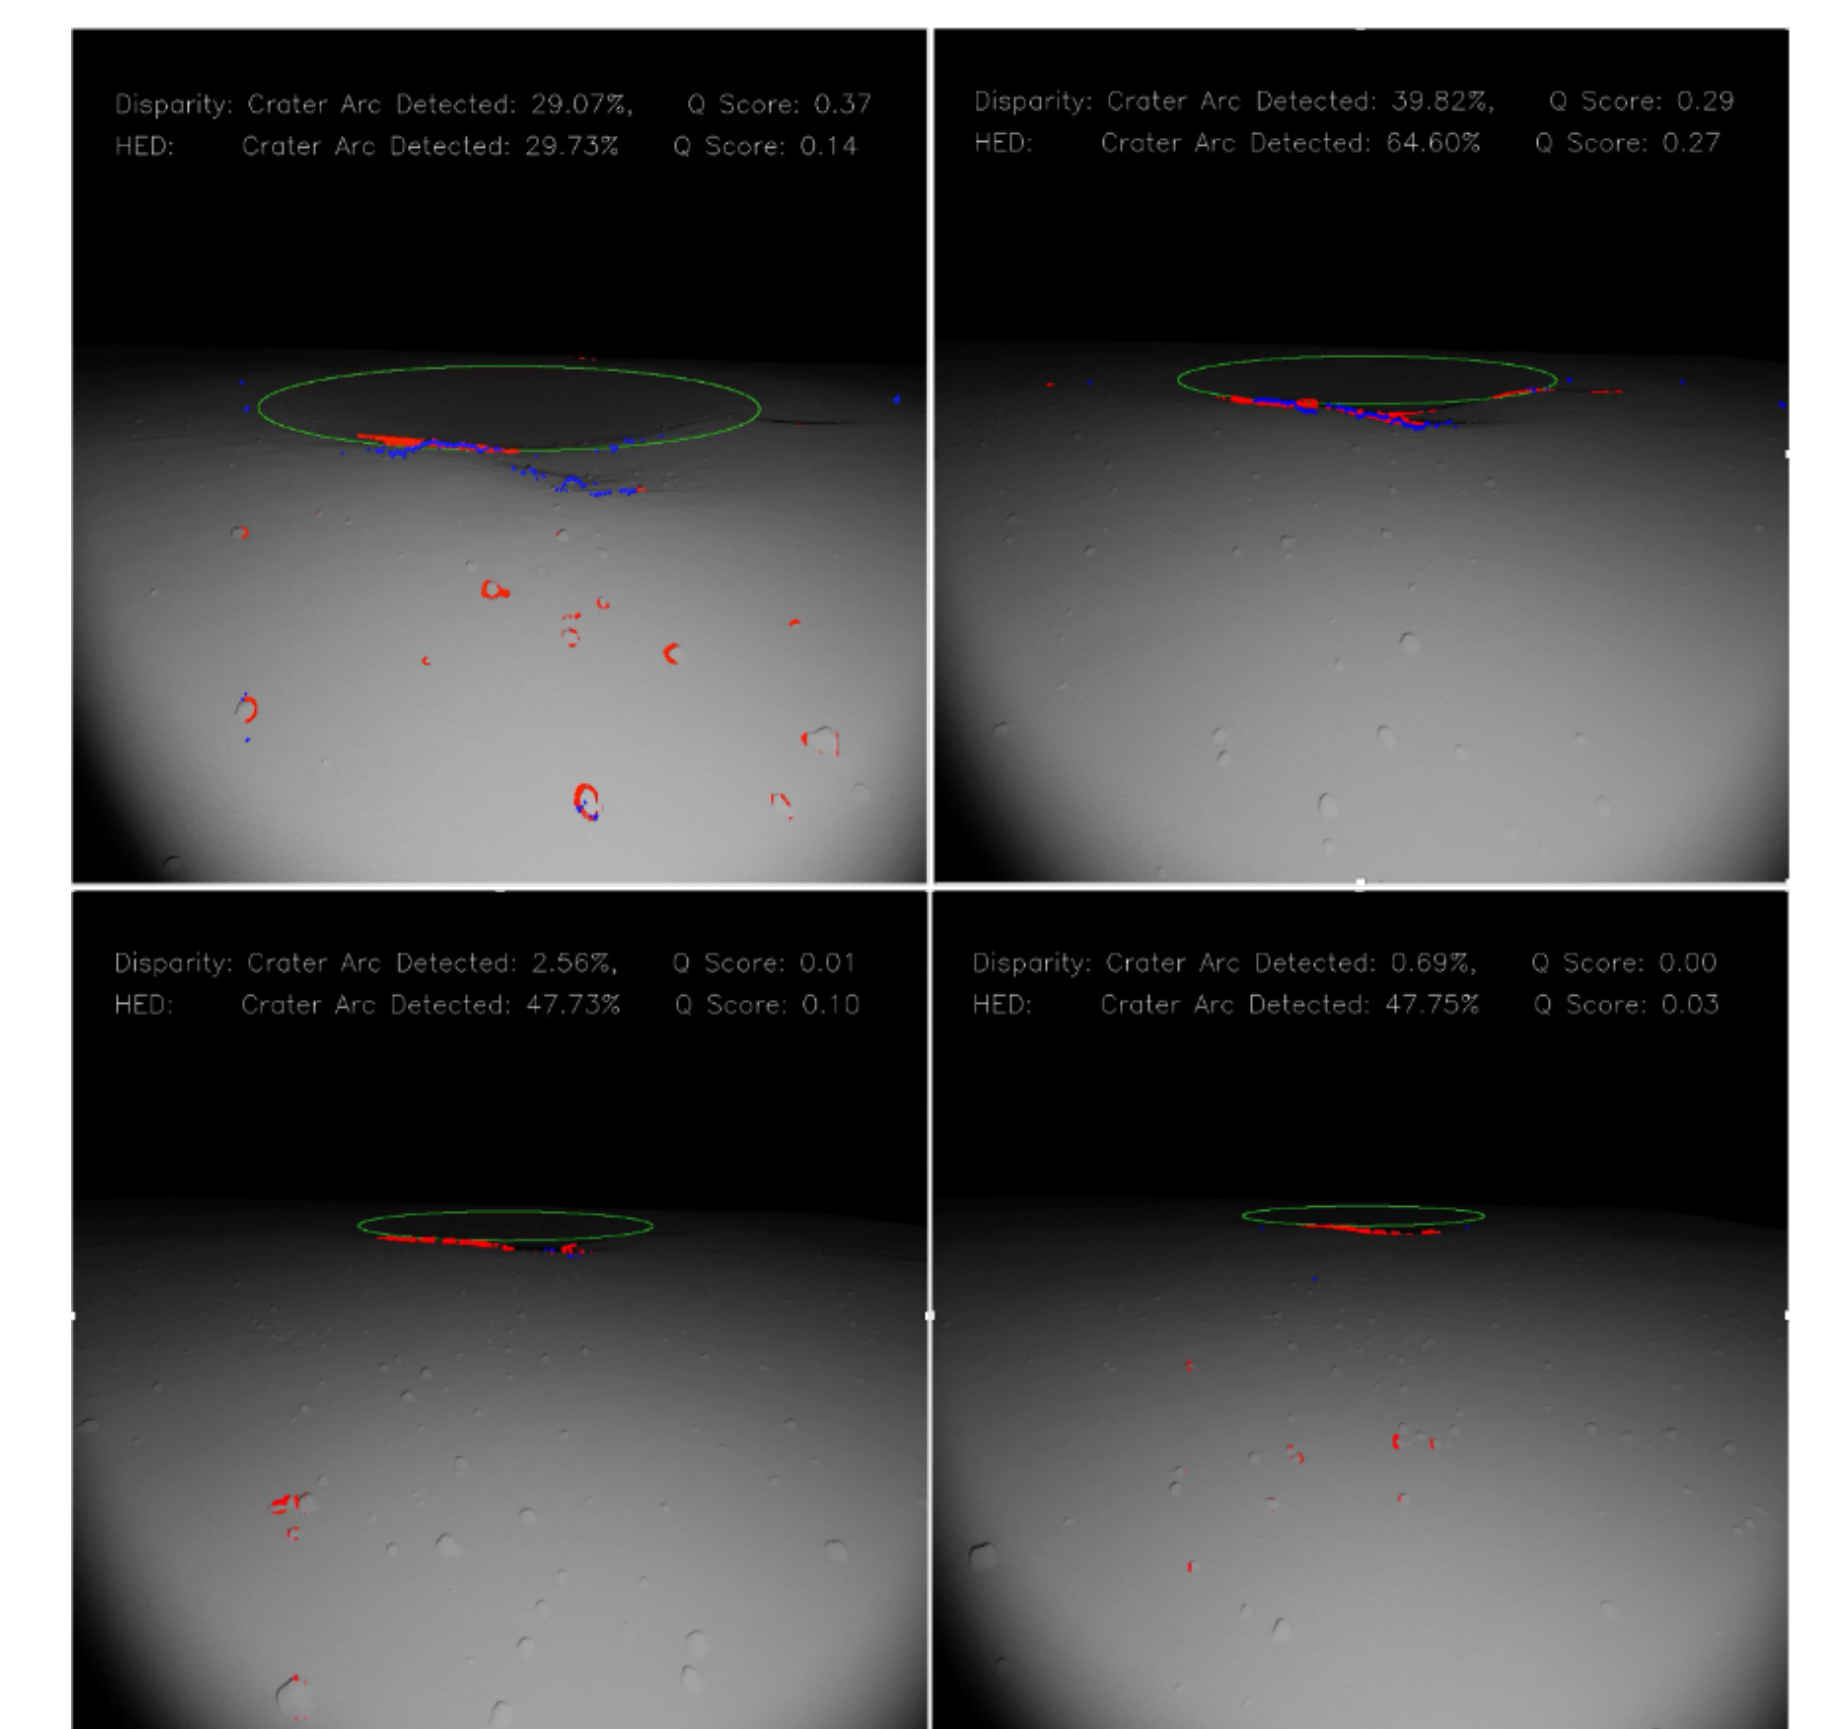 Disparity: Crater Arc Detected: 29.07%, Q Score: 0.37
HED: Crater Arc Detected: 29.73% Q Score: 0.14
Disparity: Crater Arc Detected: 39.82%, Q Score: 0.29
HED: Crater Arc Detected: 64.60% Q Score: 0.27
Disparity: Crater Arc Detected: 2.56%, Q Score: 0.01
HED: Crater Arc Detected: 47.73% Q Score: 0.10
Disparity: Crater Arc Detected: 0.69%, Q Score: 0.00
HED: Crater Arc Detected: 47.75% Q Score: 0.03